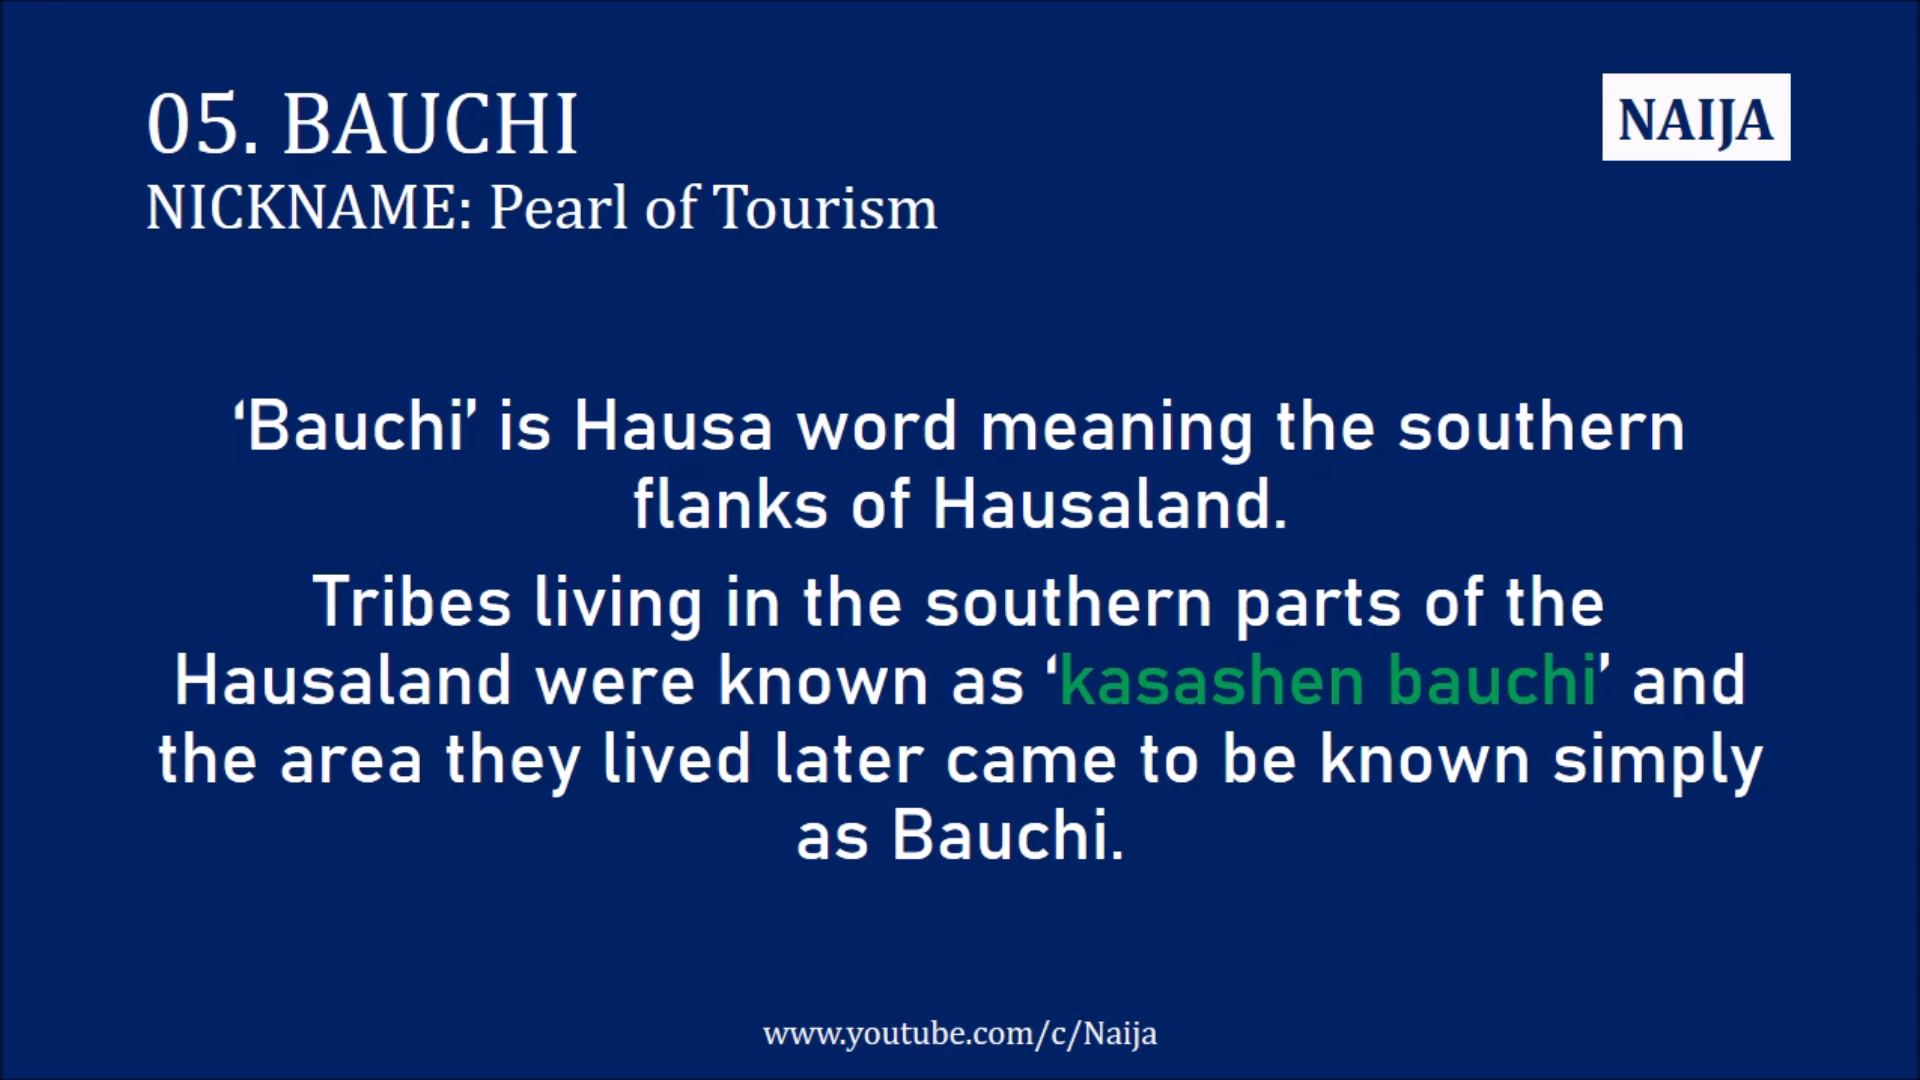 05. BAUCHI
NAIJA
NICKNAME: Pearl of Tourism
‘Bauchi’ is Hausa word meaning the southern
flanks of Hausaland.
Tribes living in the southern parts of the
Hausaland were known as ‘kasashen bauchi’ and
the area they lived later came to be known simply
as Bauchi.
www.youtube.com/c/Naija